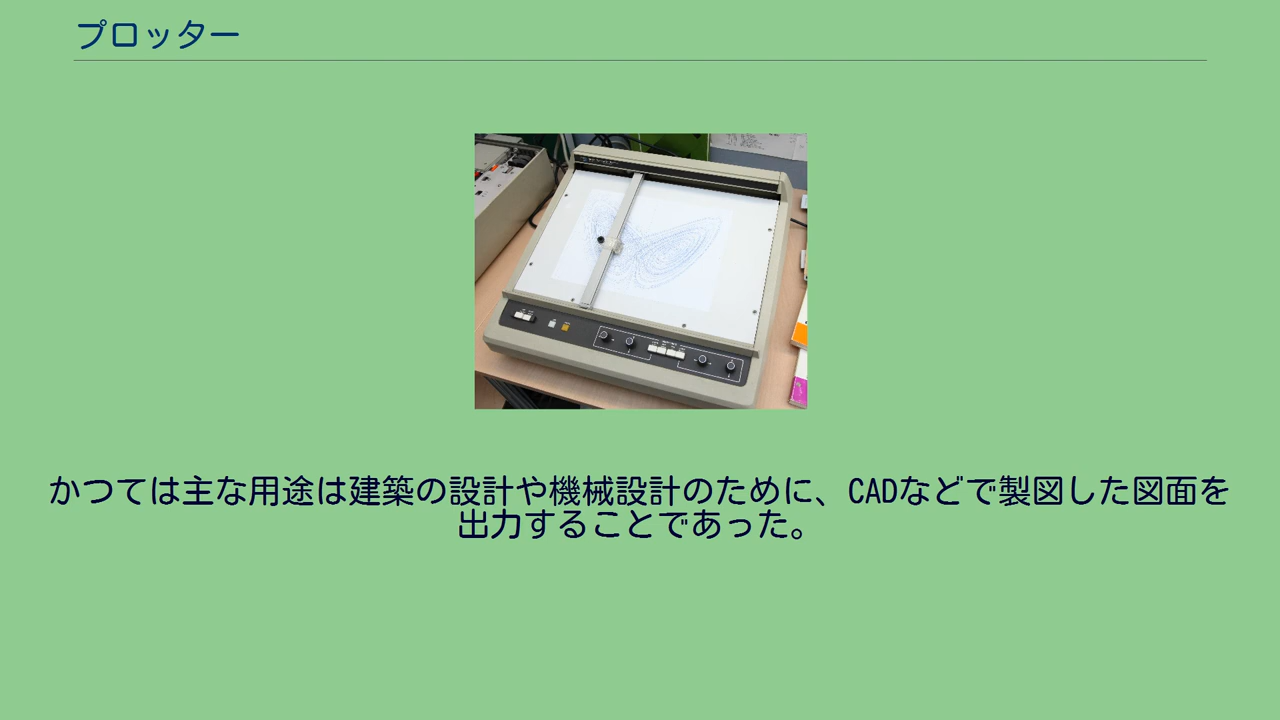 プロッター
かつては主な用途は建築の設計や機械設計のために、CADなどで製図した図面を
出力することであった。